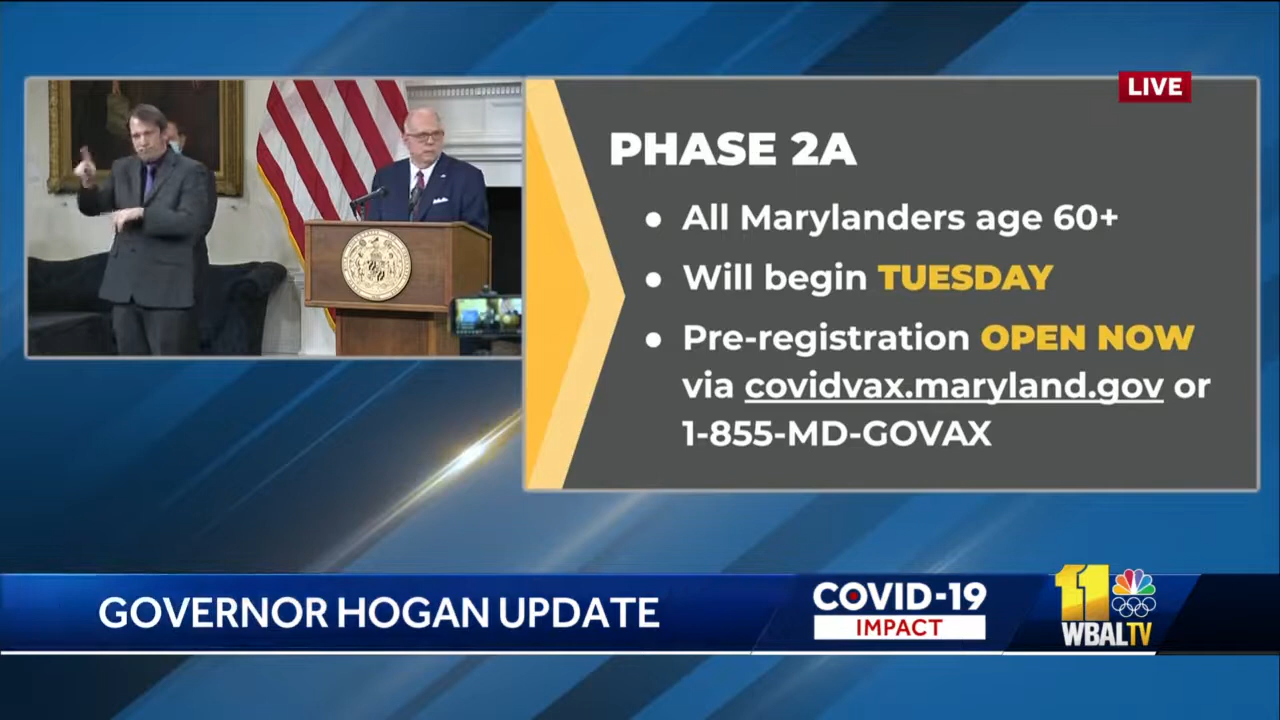 LIVE
PHASE 2A
• All Marylanders age 60+
• Will begin TUESDAY
• Pre-registration OPEN NOW
via covidvax.maryland.gov or
1-855-MD-GOVAX
GOVERNOR HOGAN UPDATE
COVID-19
IMPACT
11
WBALTV